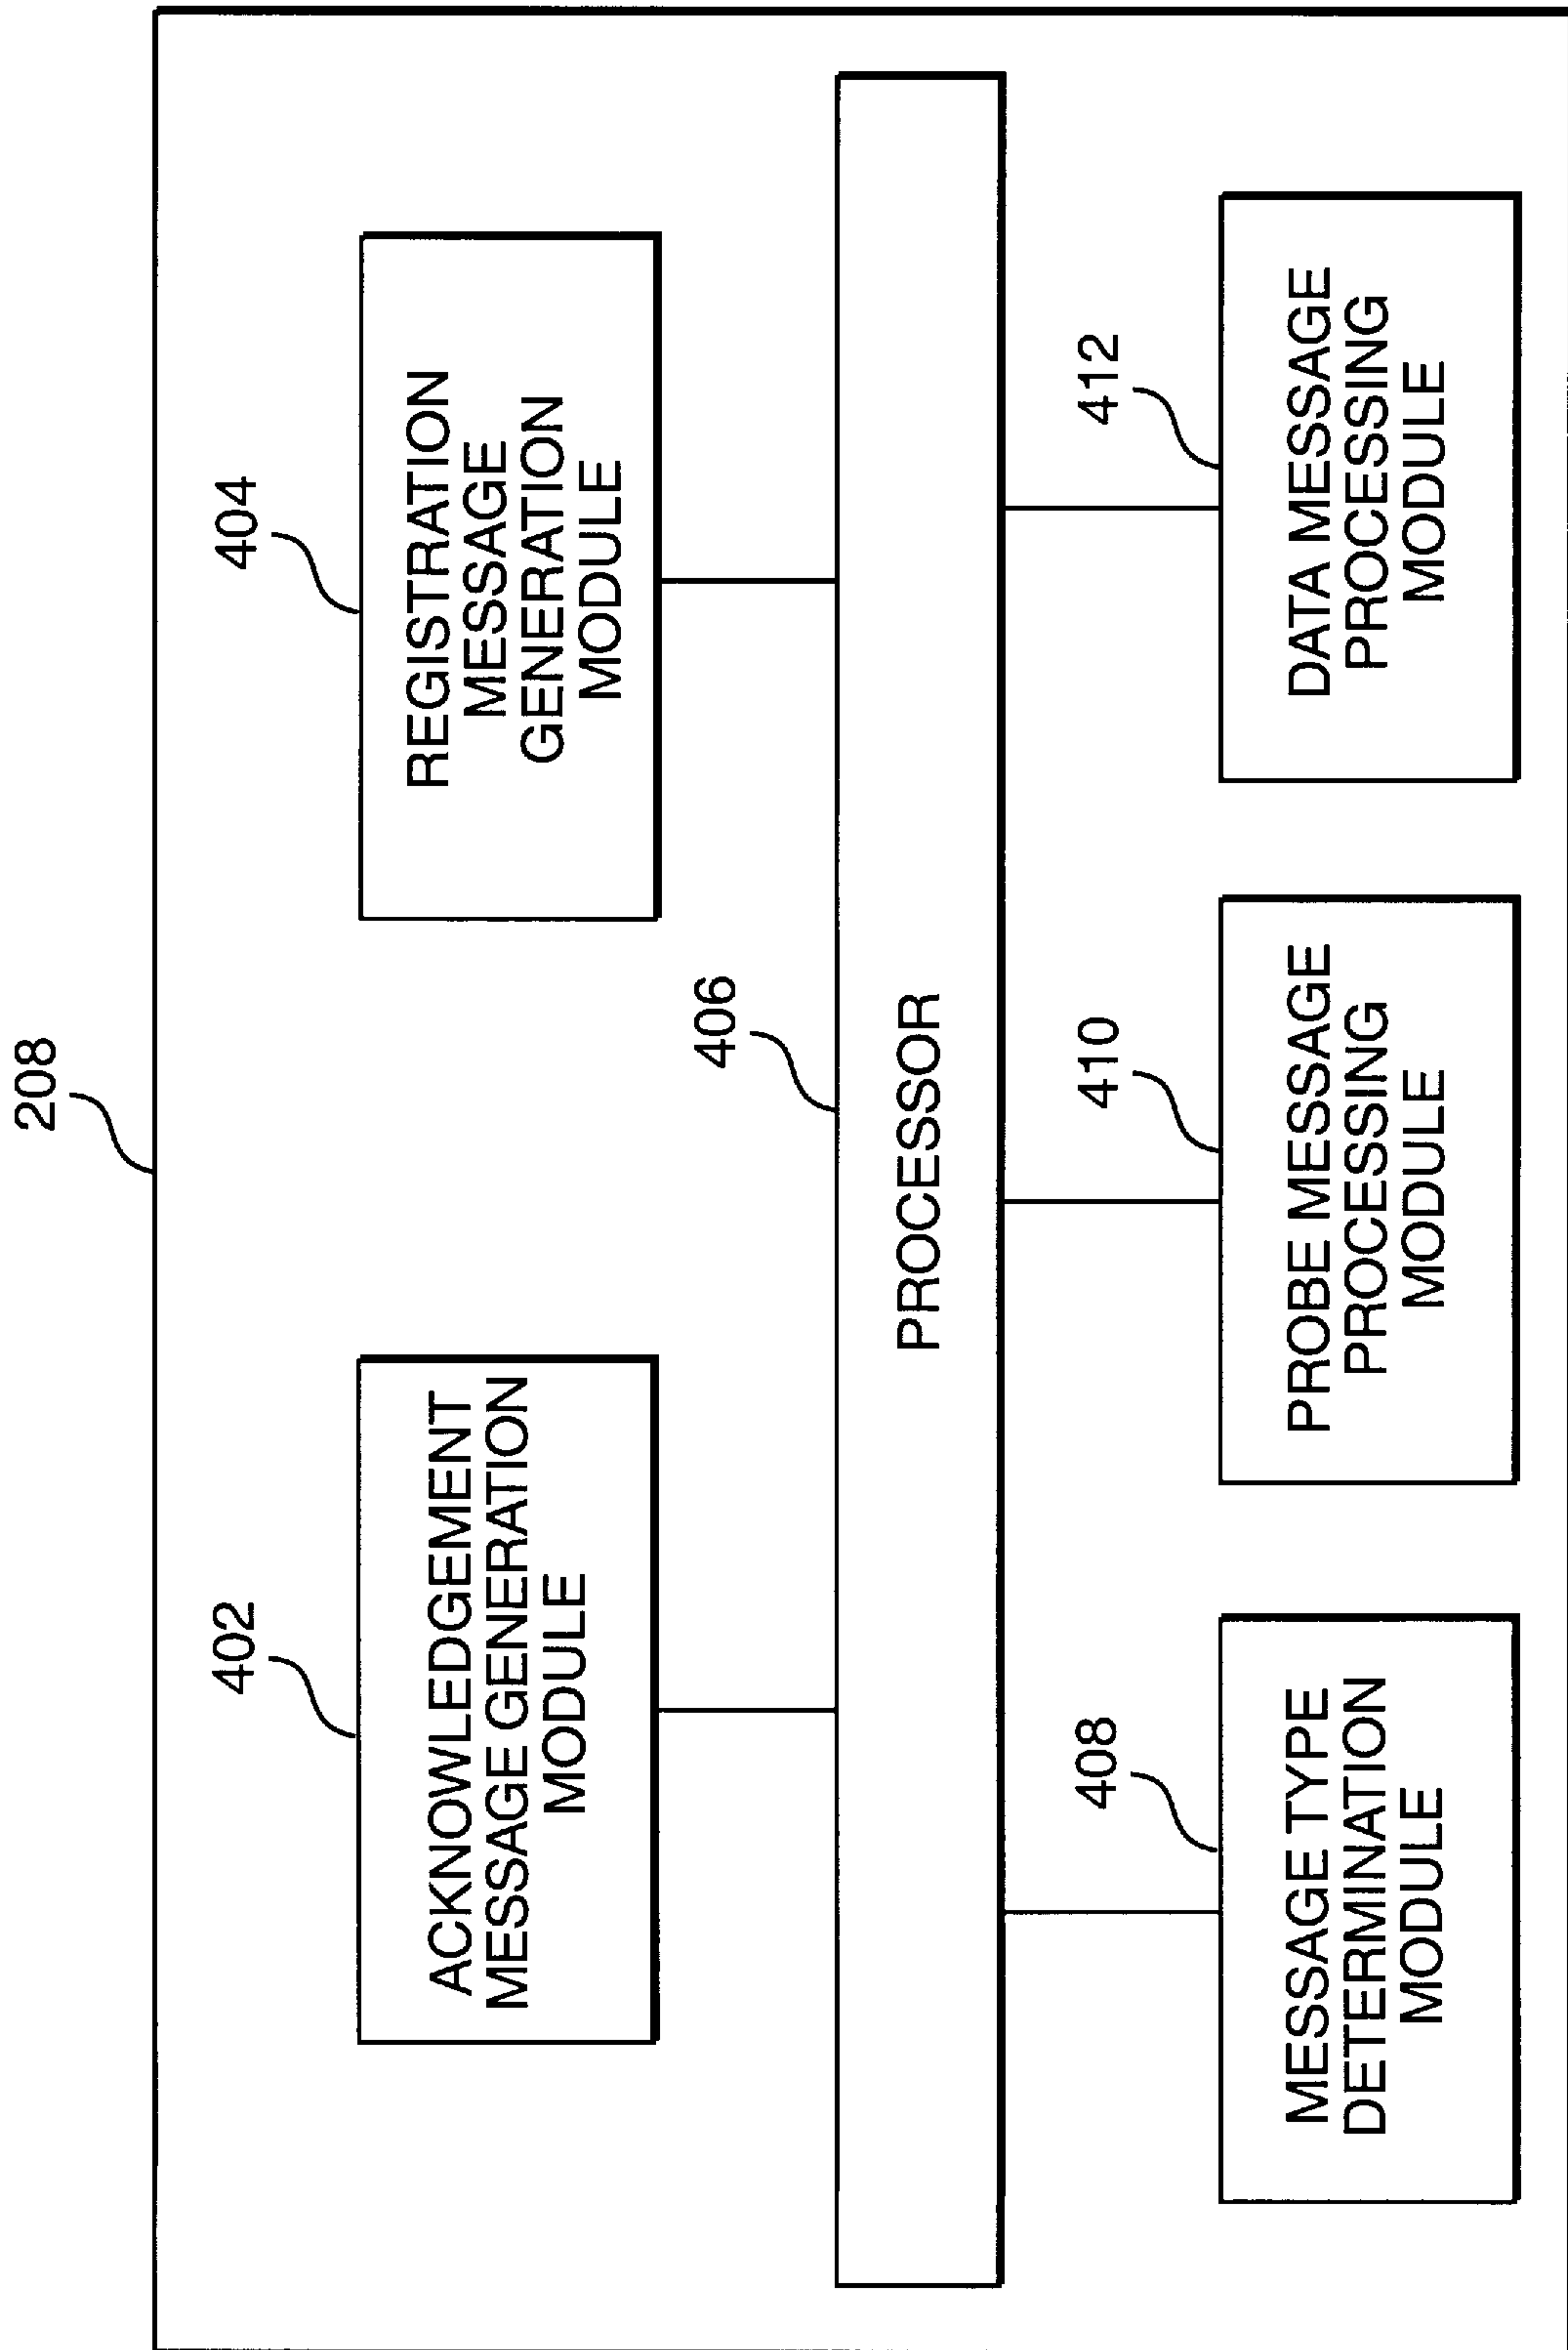 208
402
ACKNOWLEDGEMENT
MESSAGE GENERATION
MODULE
404
REGISTRATION
MESSAGE
GENERATION
MODULE
406
PROCESSOR
408
MESSAGE TYPE
DETERMINATION
MODULE
410
PROBE MESSAGE
PROCESSING
MODULE
412
DATA MESSAGE
PROCESSING
MODULE